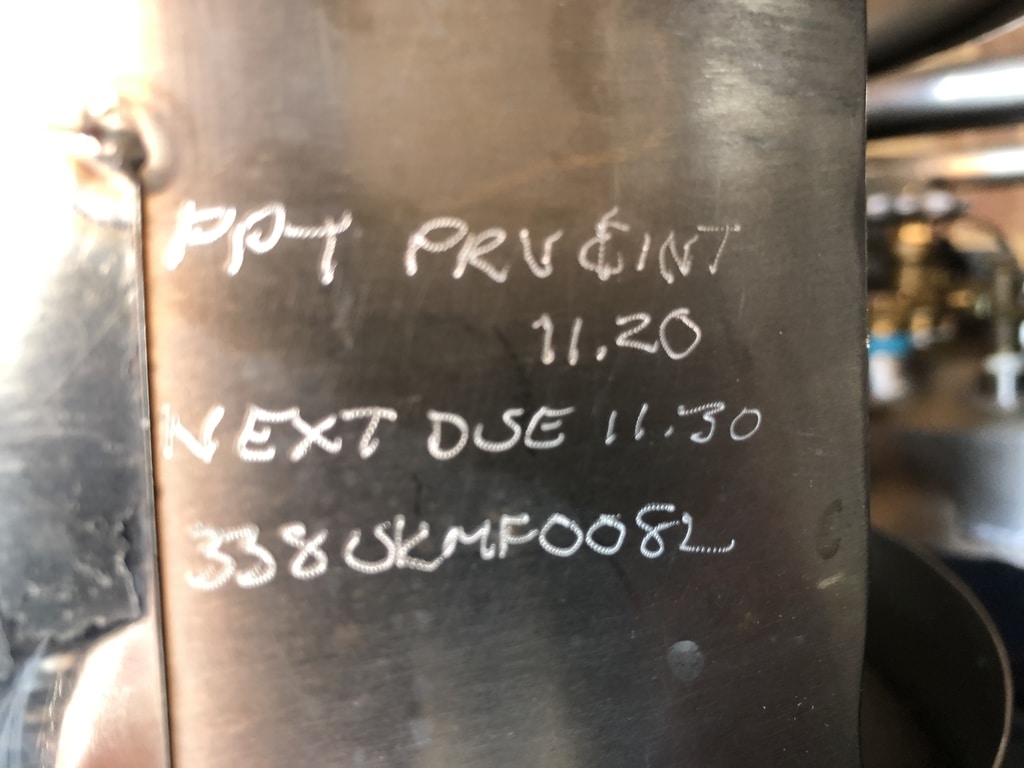 PPT PRV & INT
11.20
NEXT DUE 11.30
338UKMF0082